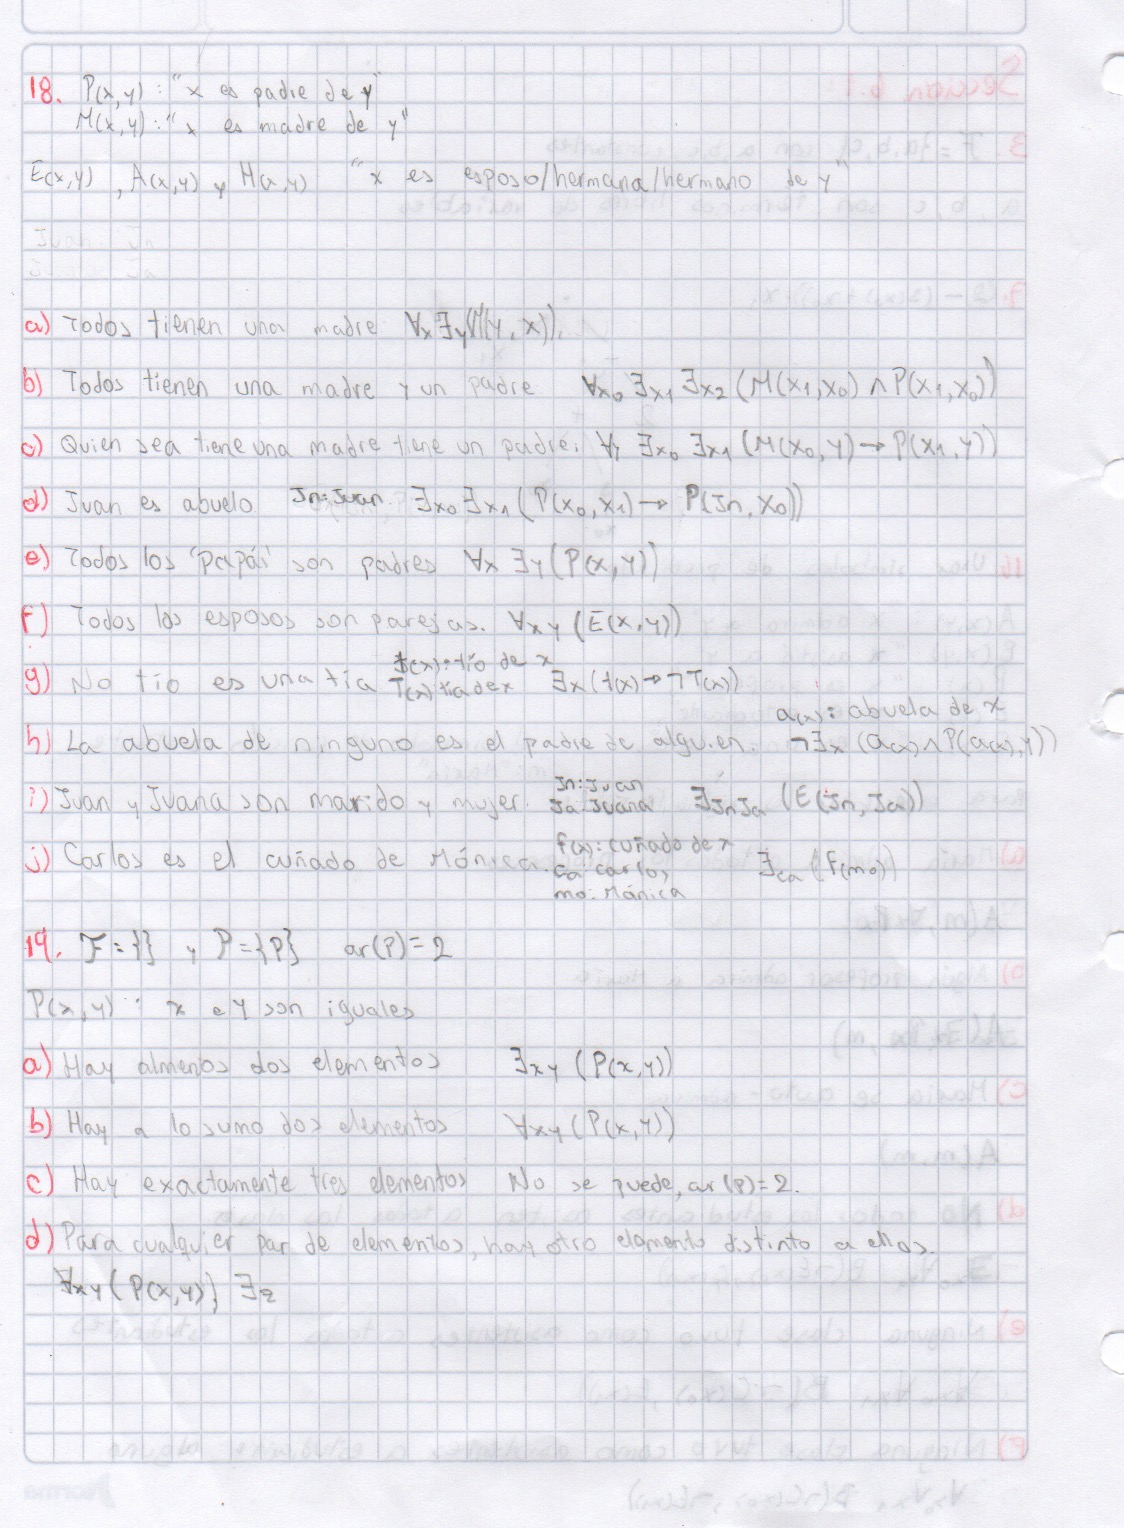 18. P(x,y) : "x es padre de y"
M(x,y) : "x es madre de y"
E(x,y) , A(x,y) y H(x,y) "x es esposo/hermana/hermano de y"
a) Todos tienen una madre ∀x ∃y(M(y, x)).
b) Todos tienen una madre y un padre ∀x₀ ∃x₁ ∃x₂ (M(x₁,x₀) ∧ P(x₁,x₀))
c) Quien sea tiene una madre tiene un padre. ∀y ∃x₀ ∃x₁ (M(x₀,y) → P(x₁,y))
d) Juan es abuelo Jn: Juan ∃x₀ ∃x₁ (P(x₀,x₁) → P(Jn, x₀))
e) Todos los 'papás' son padres ∀x ∃y (P(x,y))
f) Todos los esposos son parejas. ∀xy (E(x,y))
t(x): tío de x
g) No tío es una tía T(x) tia de x ∃x (t(x) → ¬T(x))
a(x): abuela de x
h) La abuela de ninguno es el padre de alguien. ¬∃x (a(x) ∧ P(a(x),y))
Jn: Juan
i) Juan y Juana son marido y mujer. Ja: Juana ∃JnJa (E(Jn, Ja))
f(x): cuñado de x
j) Carlos es el cuñado de Mónica. ca: carlos ∃ca (f(mo))
mo: Mónica
19. F = {} y P = {P} ar(P) = 2
P(x,y) : x e y son iguales
a) Hay almenos dos elementos ∃xy (P(x,y))
b) Hay a lo sumo dos elementos ∀xy (P(x,y))
c) Hay exactamente tres elementos No se puede, ar(P)=2.
d) Para cualquier par de elementos, hay otro elemento distinto a ellos.
∀xy (P(x,y)) ∃z